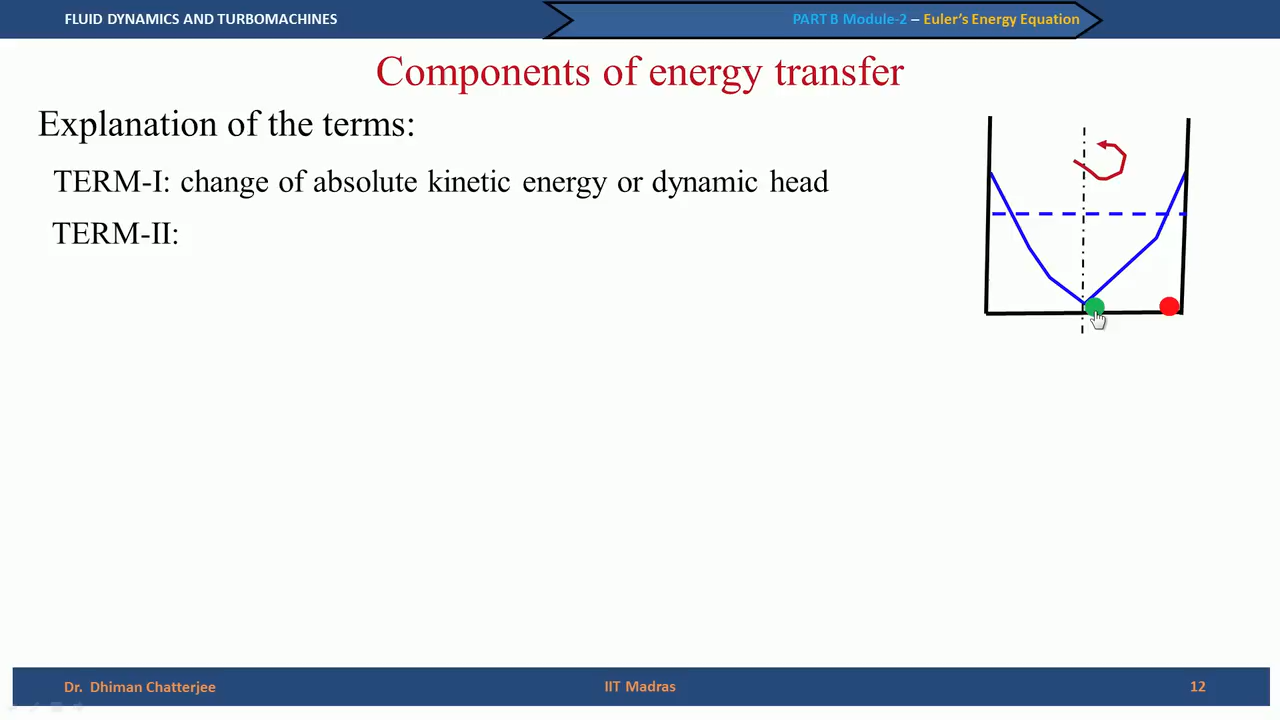 FLUID DYNAMICS AND TURBOMACHINES
PART B Module-2 – Euler's Energy Equation
Components of energy transfer
Explanation of the terms:
TERM-I: change of absolute kinetic energy or dynamic head
TERM-II:
Dr. Dhiman Chatterjee
IIT Madras
12